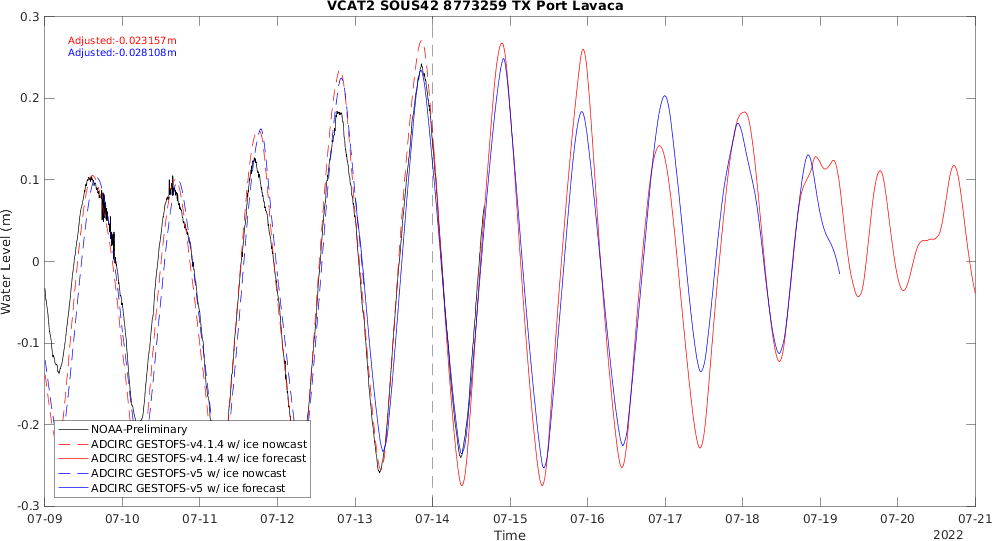 VCAT2 SOUS42 8773259 TX Port Lavaca
Adjusted:-0.023157m
Adjusted:-0.028108m
Water Level (m)
0.3
0.2
0.1
0
-0.1
-0.2
-0.3
NOAA-Preliminary
ADCIRC GESTOFS-v4.1.4 w/ ice nowcast
ADCIRC GESTOFS-v4.1.4 w/ ice forecast
ADCIRC GESTOFS-v5 w/ ice nowcast
ADCIRC GESTOFS-v5 w/ ice forecast
07-09 07-10 07-11 07-12 07-13 07-14 07-15 07-16 07-17 07-18 07-19 07-20 07-21
Time
2022